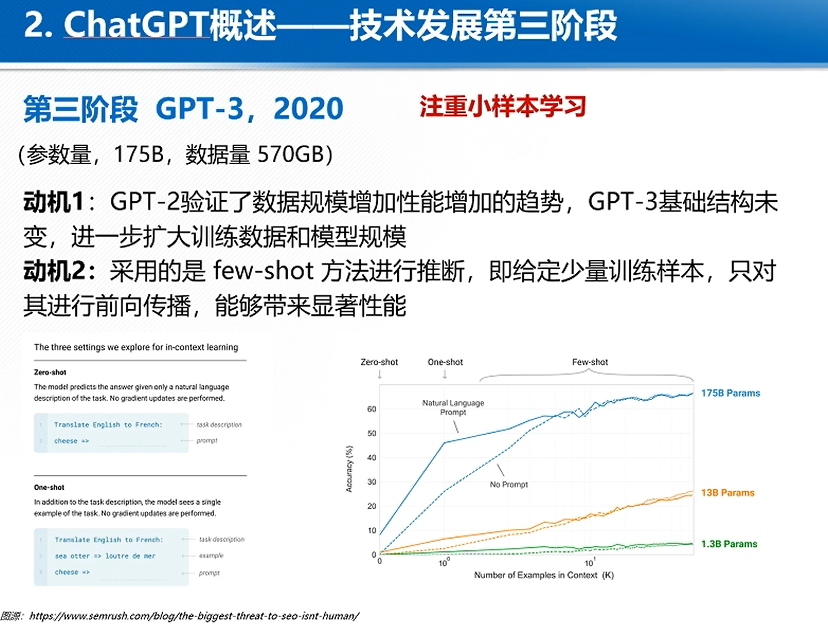 2. ChatGPT概述——技术发展第三阶段
第三阶段 GPT-3，2020
注重小样本学习
（参数量，175B，数据量 570GB）
动机1：GPT-2验证了数据规模增加性能增加的趋势，GPT-3基础结构未
变，进一步扩大训练数据和模型规模
动机2：采用的是 few-shot 方法进行推断，即给定少量训练样本，只对
其进行前向传播，能够带来显著性能
The three settings we explore for in-context learning
Zero-shot
The model predicts the answer given only a natural language
description of the task. No gradient updates are performed.
Translate English to French:
task description
cheese =>
prompt
One-shot
In addition to the task description, the model sees a single
example of the task. No gradient updates are performed.
Translate English to French:
task description
sea otter => loutre de mer
example
cheese =>
prompt
Zero-shot One-shot Few-shot
Natural Language
Prompt
No Prompt
175B Params
13B Params
1.3B Params
Accuracy (%)
60
50
40
30
20
10
0
0 10⁰ 10¹
Number of Examples in Context (K)
图源：https://www.semrush.com/blog/the-biggest-threat-to-seo-isnt-human/